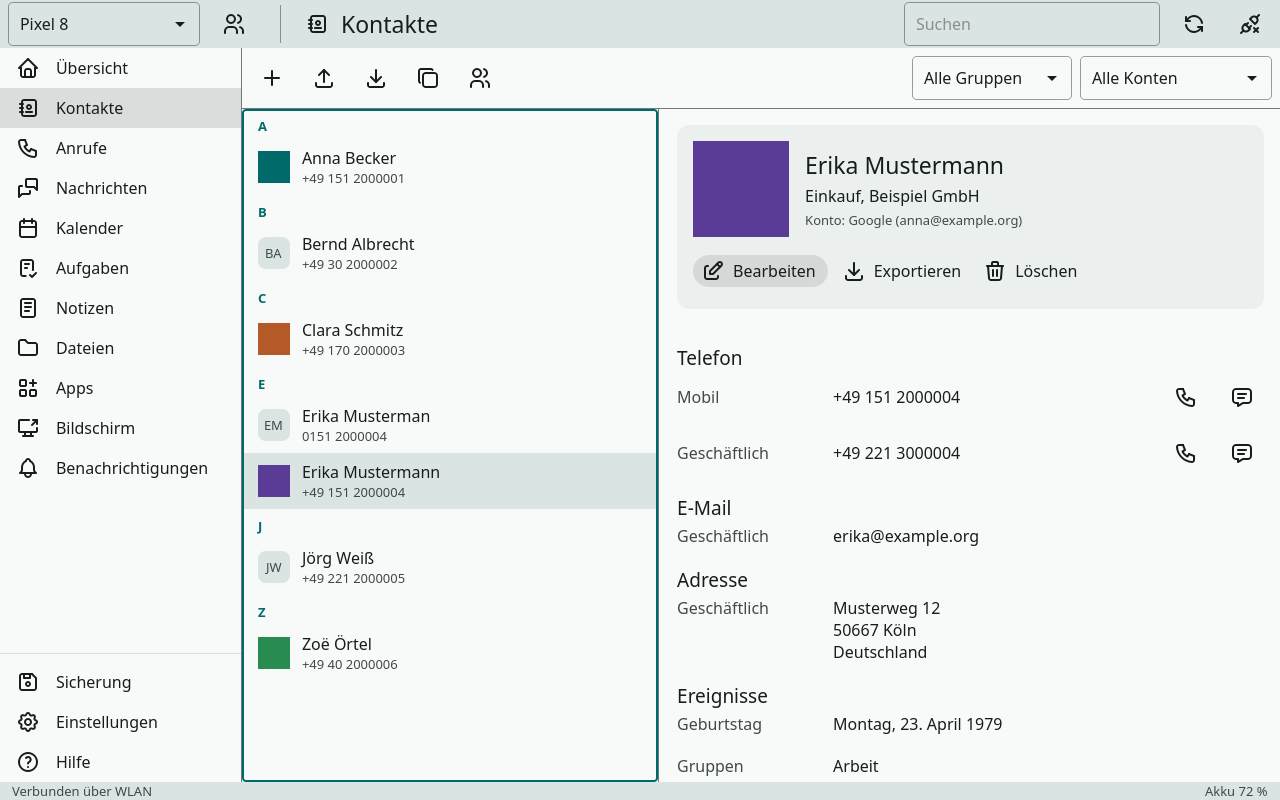 Pixel 8
Kontakte
Suchen
Übersicht
Kontakte
Anrufe
Nachrichten
Kalender
Aufgaben
Notizen
Dateien
Apps
Bildschirm
Benachrichtigungen
Sicherung
Einstellungen
Hilfe
Alle Gruppen
Alle Konten
A
Anna Becker
+49 151 2000001
B
BA
Bernd Albrecht
+49 30 2000002
C
Clara Schmitz
+49 170 2000003
E
EM
Erika Musterman
0151 2000004
Erika Mustermann
+49 151 2000004
J
JW
Jörg Weiß
+49 221 2000005
Z
Zoë Örtel
+49 40 2000006
Erika Mustermann
Einkauf, Beispiel GmbH
Konto: Google (anna@example.org)
Bearbeiten
Exportieren
Löschen
Telefon
Mobil
+49 151 2000004
Geschäftlich
+49 221 3000004
E-Mail
Geschäftlich
erika@example.org
Adresse
Geschäftlich
Musterweg 12
50667 Köln
Deutschland
Ereignisse
Geburtstag
Montag, 23. April 1979
Gruppen
Arbeit
Verbunden über WLAN
Akku 72 %